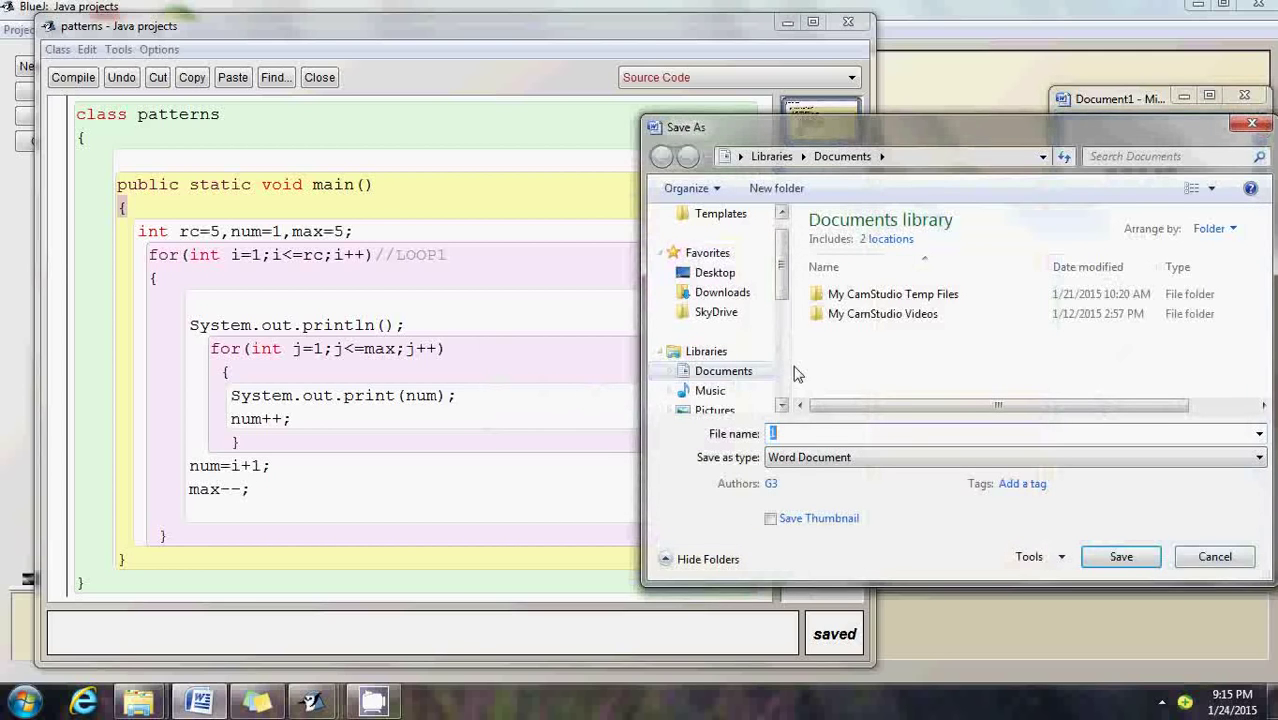 BlueJ: Java projects
patterns - Java projects
Class Edit Tools Options
Compile Undo Cut Copy Paste Find... Close Source Code
class patterns
{
public static void main()
{
int rc=5,num=1,max=5;
for(int i=1;i<=rc;i++)//LOOP1
{
System.out.println();
for(int j=1;j<=max;j++)
{
System.out.print(num);
num++;
}
num=i+1;
max--;
}
}
}
saved
Document1 - Mi...
Save As
Libraries Documents
Search Documents
Organize New folder
Templates
Favorites
Desktop
Downloads
SkyDrive
Libraries
Documents
Music
Pictures
Documents library
Includes: 2 locations
Arrange by: Folder
Name Date modified Type
My CamStudio Temp Files 1/21/2015 10:20 AM File folder
My CamStudio Videos 1/12/2015 2:57 PM File folder
File name: 1
Save as type: Word Document
Authors: G3 Tags: Add a tag
Save Thumbnail
Hide Folders Tools Save Cancel
9:15 PM
1/24/2015